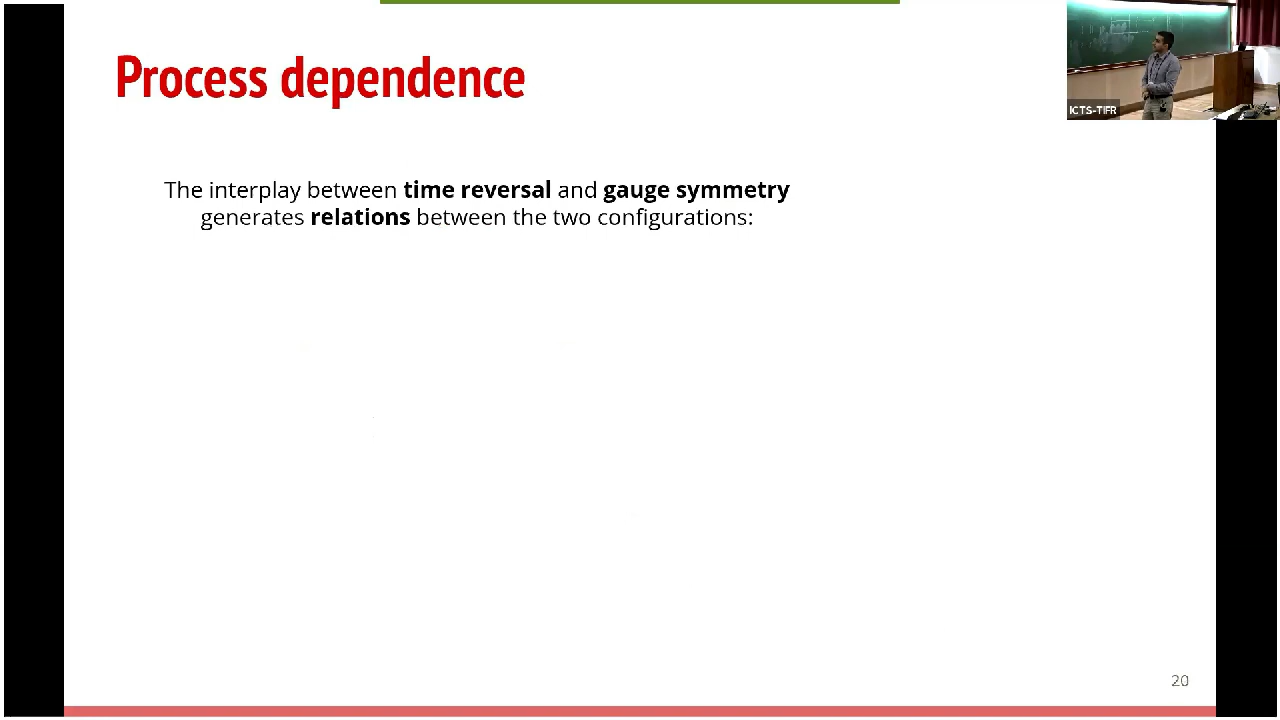 Process dependence
ICTS-TIFR
The interplay between time reversal and gauge symmetry
generates relations between the two configurations:
20